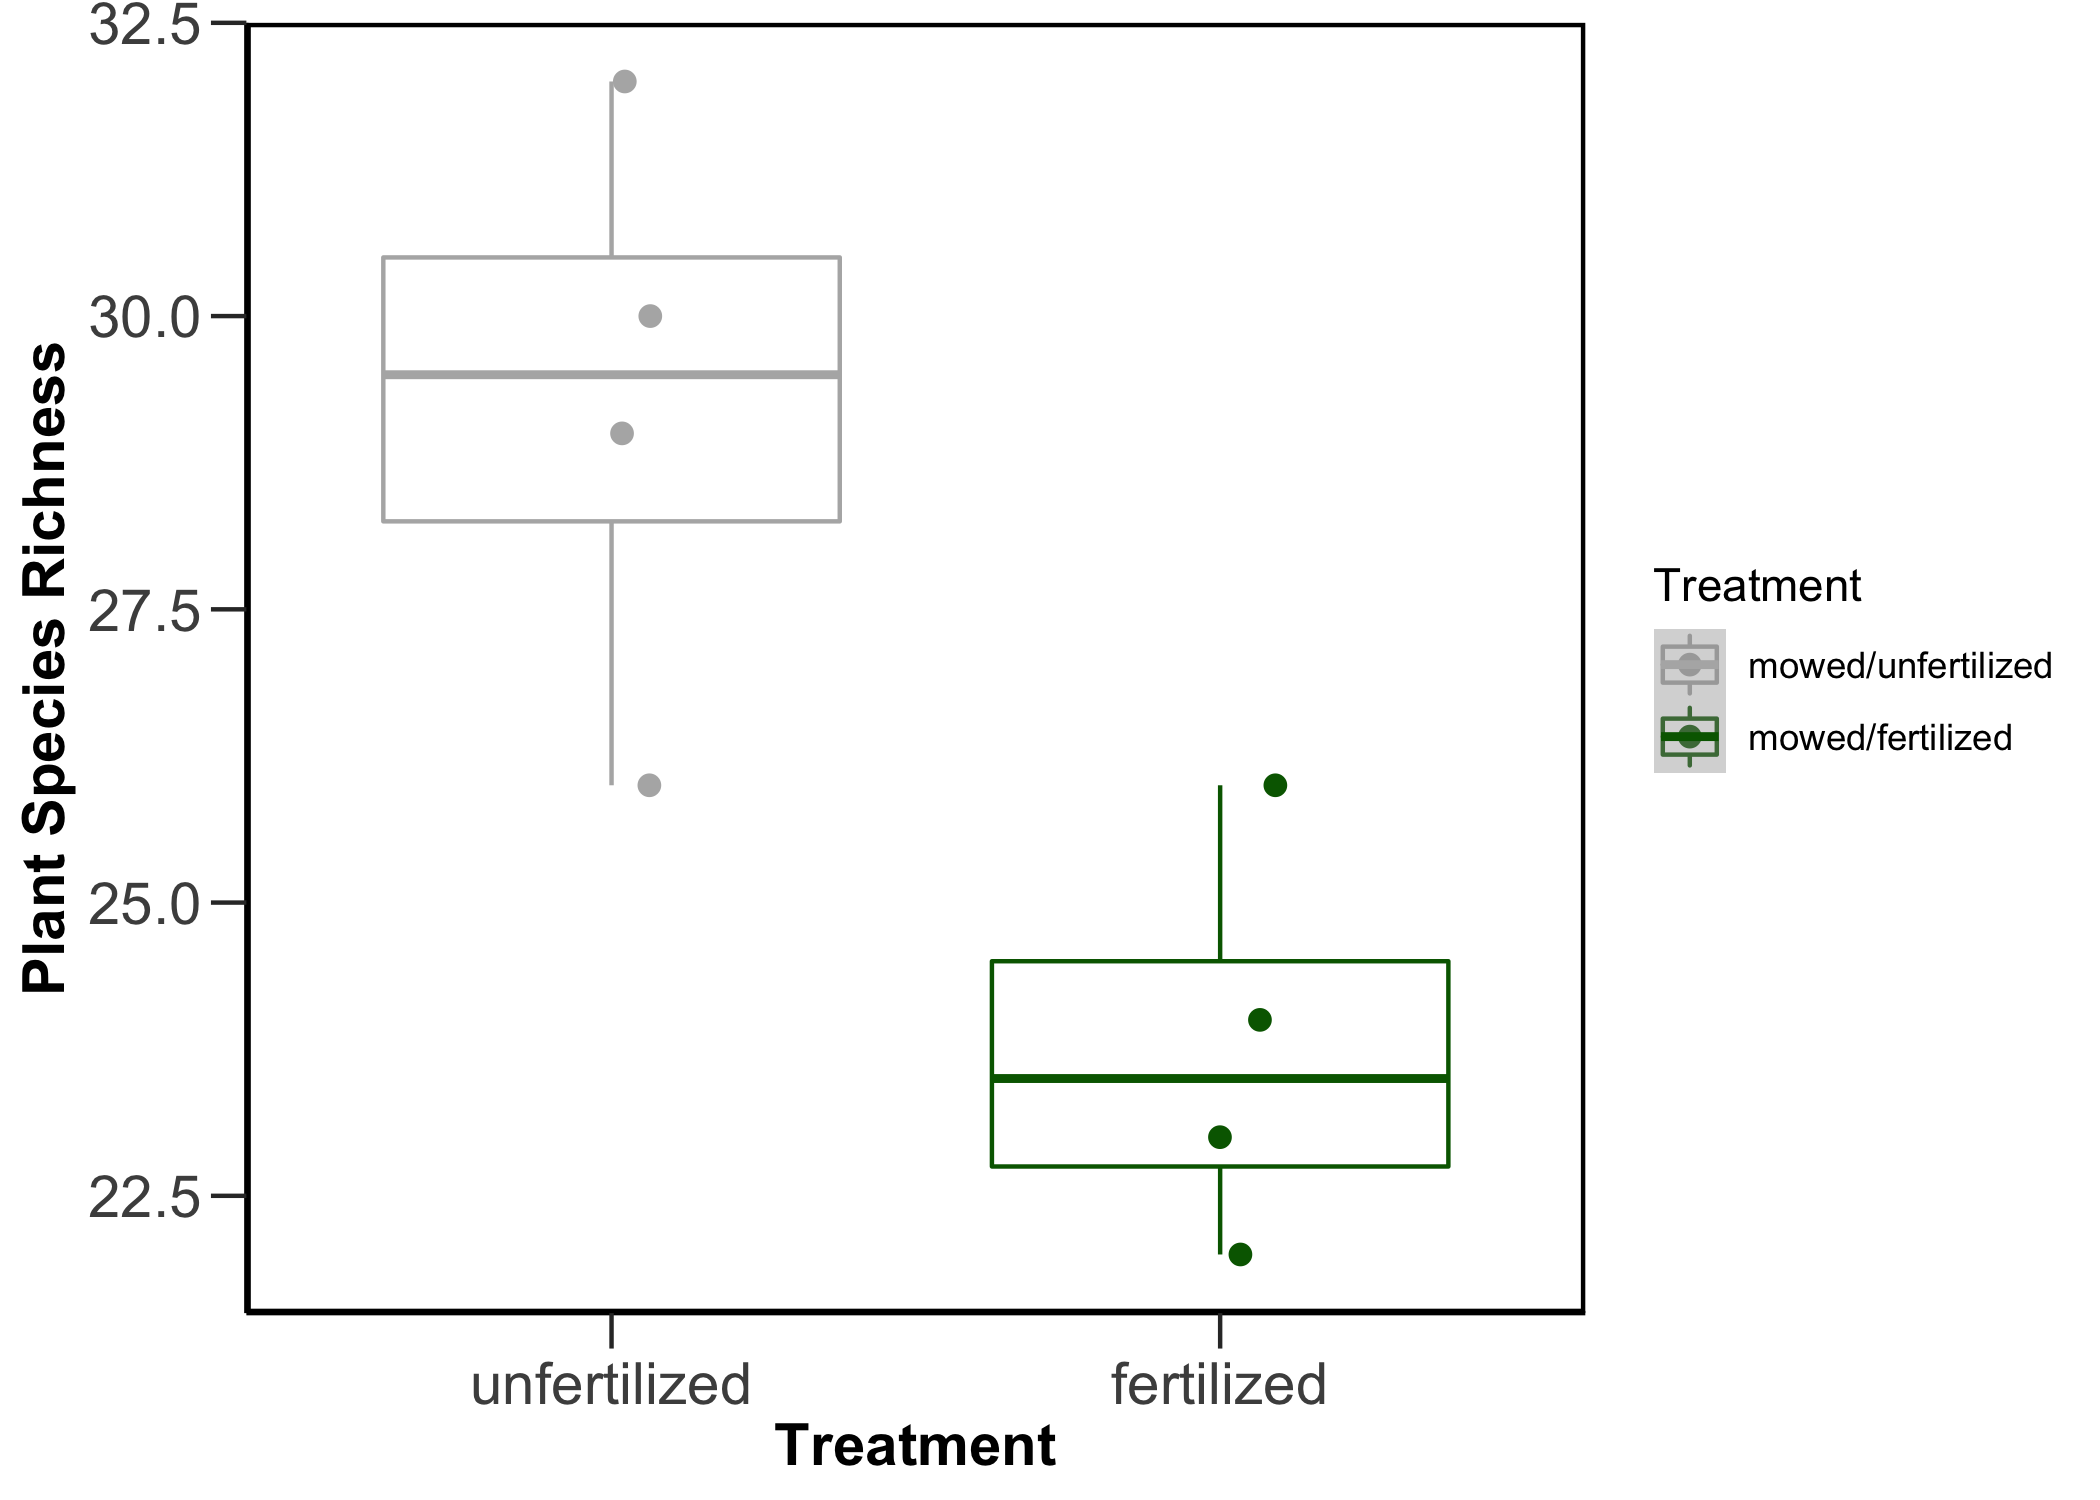 32.5
30.0
27.5
25.0
22.5
Plant Species Richness
unfertilized
fertilized
Treatment
Treatment
mowed/unfertilized
mowed/fertilized